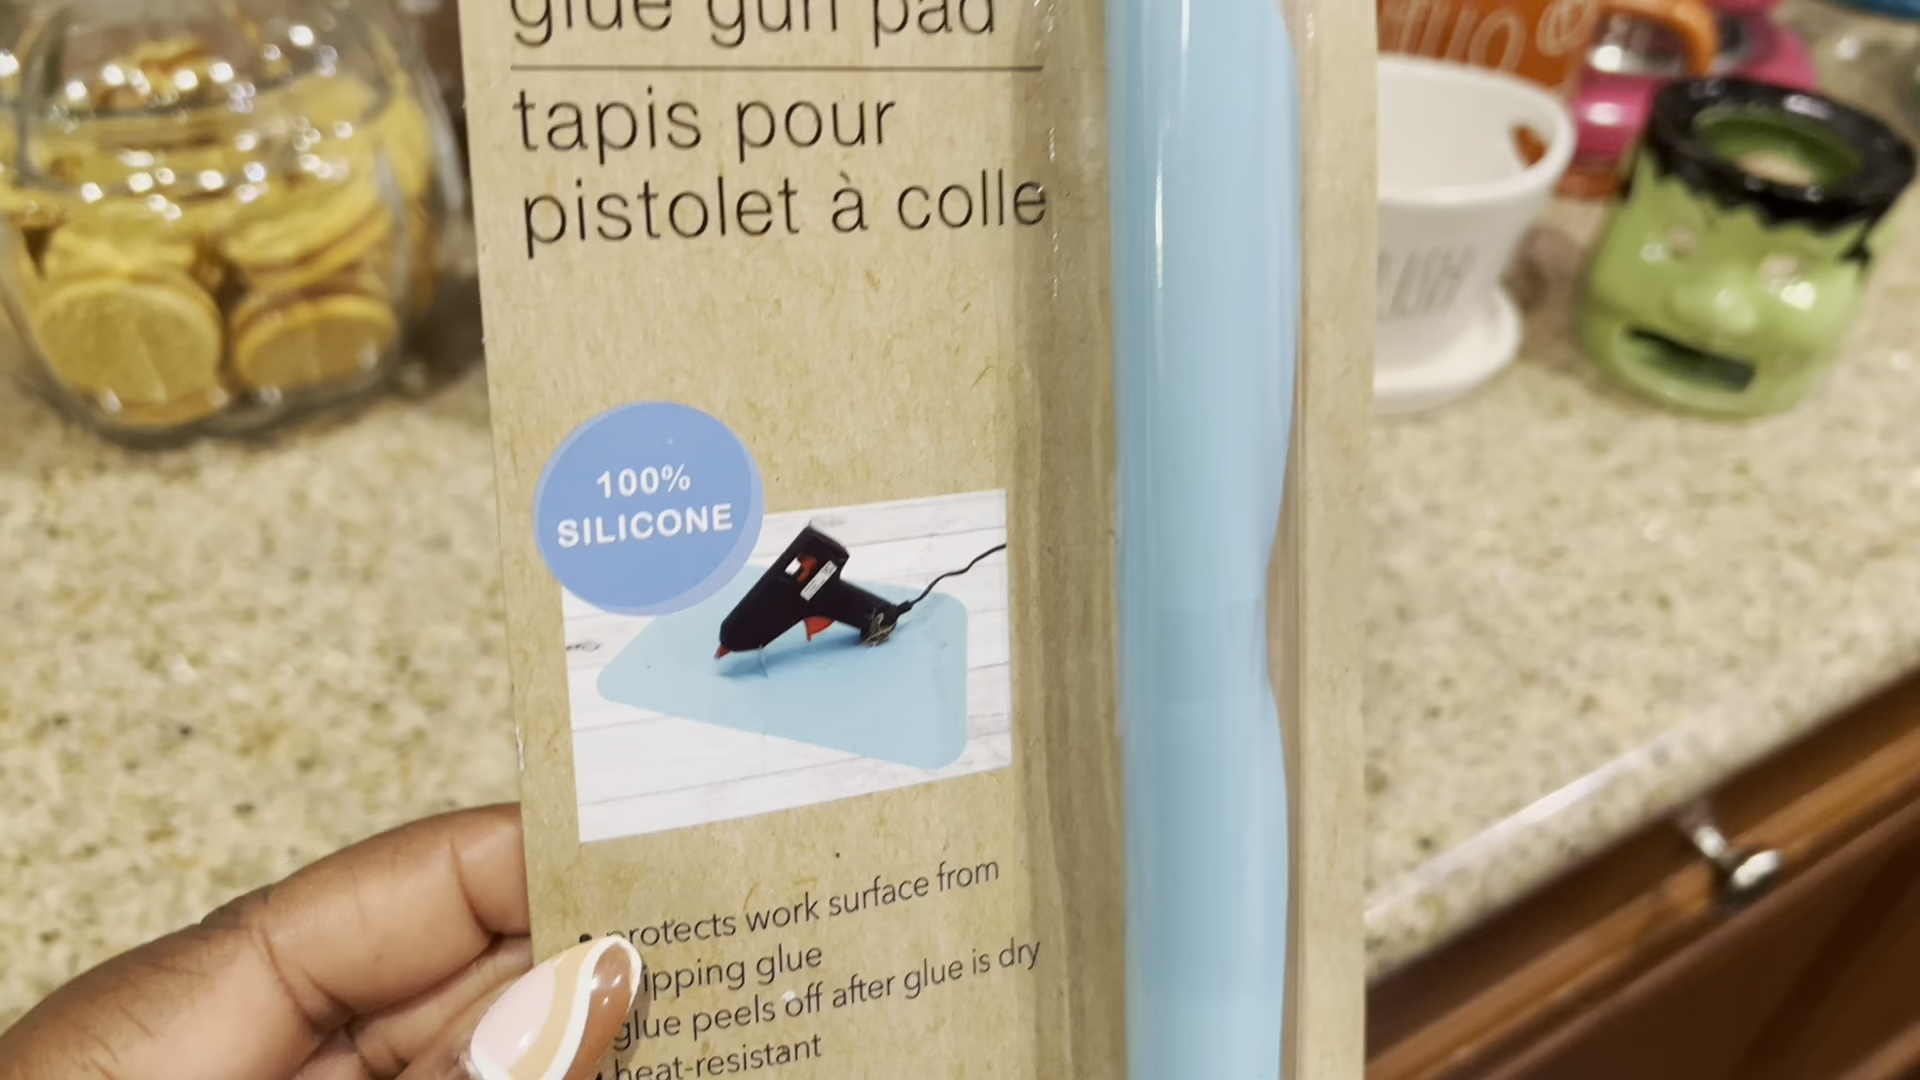 glue gun pad
tapis pour
pistolet à colle
100%
SILICONE
• protects work surface from
ipping glue
glue peels off after glue is dry
heat-resistant